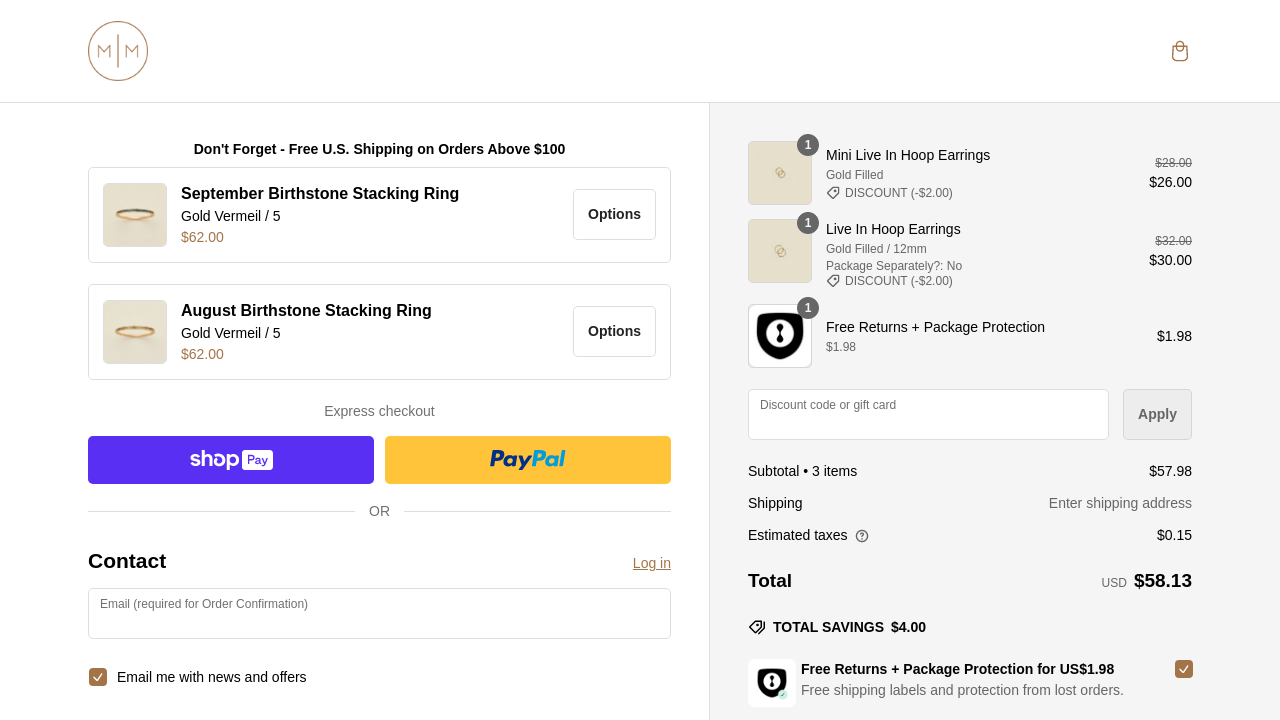 M|M
Don't Forget - Free U.S. Shipping on Orders Above $100
September Birthstone Stacking Ring
Gold Vermeil / 5
$62.00
Options
August Birthstone Stacking Ring
Gold Vermeil / 5
$62.00
Options
Express checkout
shop Pay
PayPal
OR
Contact
Log in
Email (required for Order Confirmation)
Email me with news and offers
1
Mini Live In Hoop Earrings
Gold Filled
DISCOUNT (-$2.00)
$28.00
$26.00
1
Live In Hoop Earrings
Gold Filled / 12mm
Package Separately?: No
DISCOUNT (-$2.00)
$32.00
$30.00
1
Free Returns + Package Protection
$1.98
$1.98
Discount code or gift card
Apply
Subtotal • 3 items $57.98
Shipping Enter shipping address
Estimated taxes $0.15
Total USD $58.13
TOTAL SAVINGS $4.00
Free Returns + Package Protection for US$1.98
Free shipping labels and protection from lost orders.